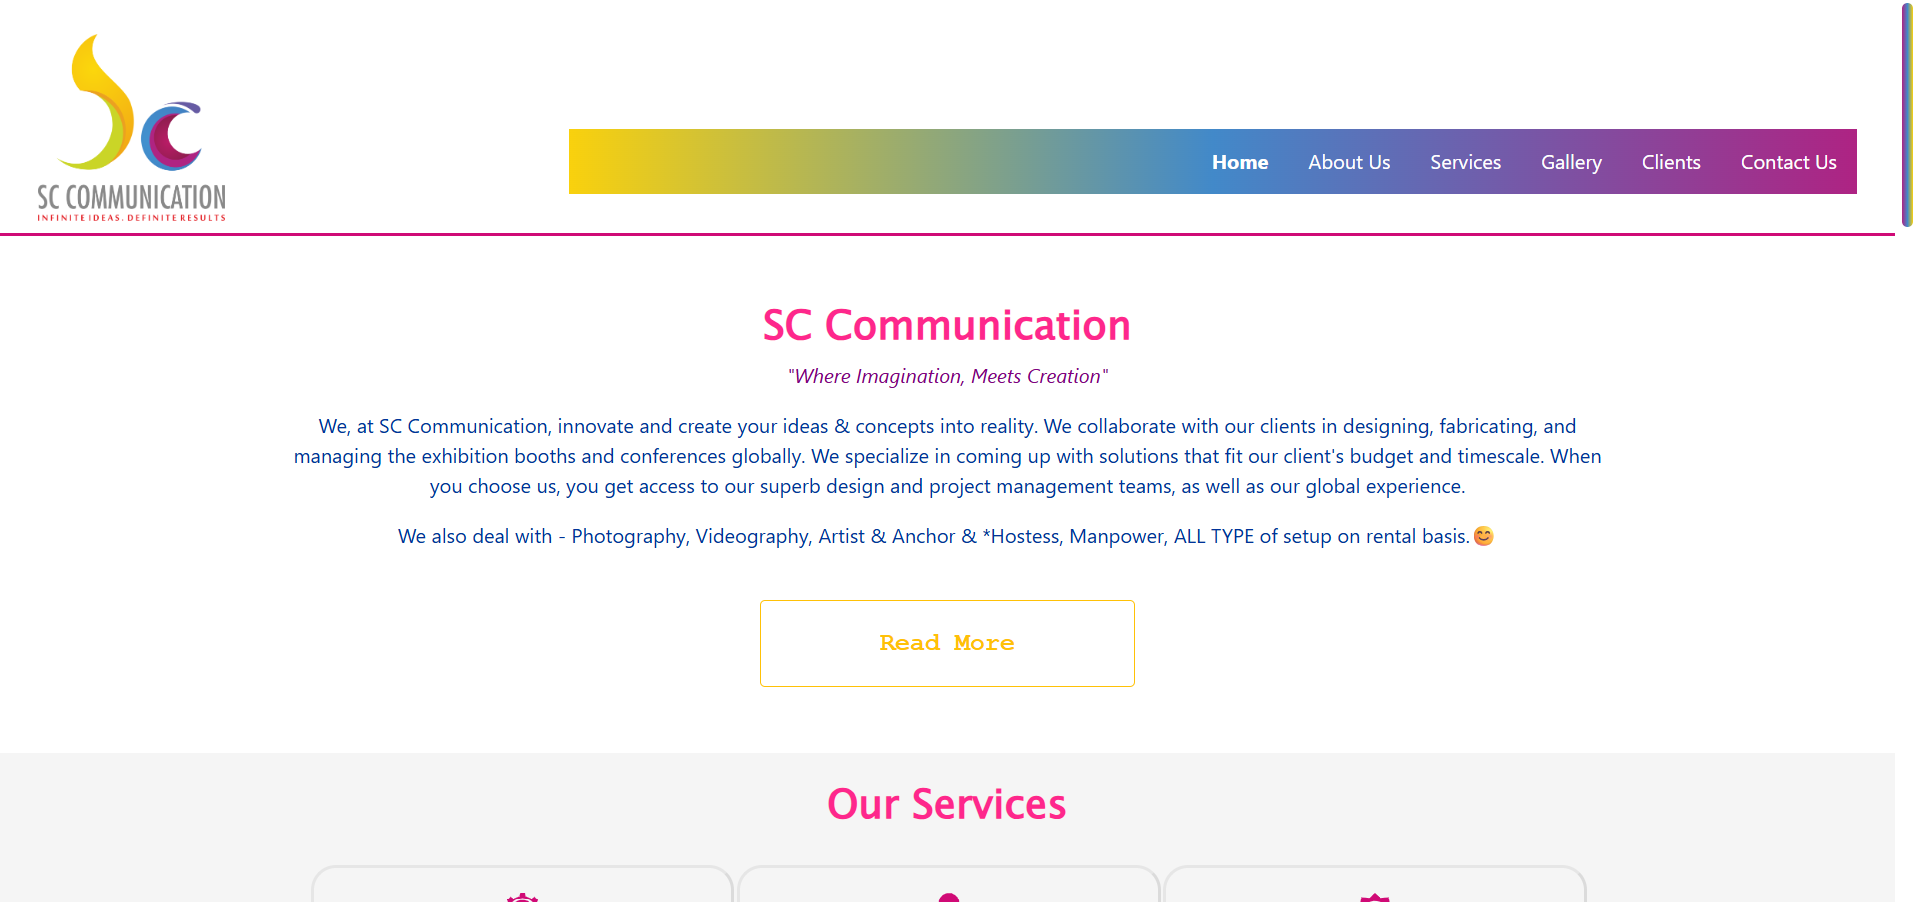 SC
SC COMMUNICATION
INFINITE IDEAS. DEFINITE RESULTS
Home About Us Services Gallery Clients Contact Us
SC Communication
"Where Imagination, Meets Creation"
We, at SC Communication, innovate and create your ideas & concepts into reality. We collaborate with our clients in designing, fabricating, and
managing the exhibition booths and conferences globally. We specialize in coming up with solutions that fit our client's budget and timescale. When
you choose us, you get access to our superb design and project management teams, as well as our global experience.
We also deal with - Photography, Videography, Artist & Anchor & *Hostess, Manpower, ALL TYPE of setup on rental basis.😊
Read More
Our Services